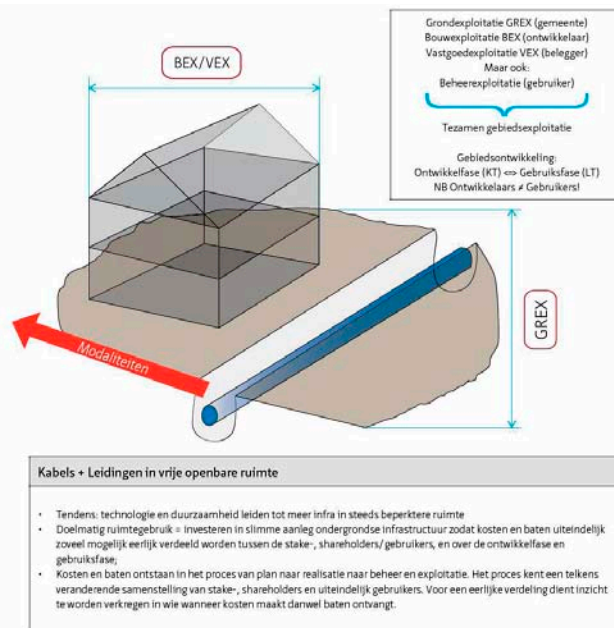 BEX/VEX
Grondexploitatie GREX (gemeente)
Bouwexploitatie BEX (ontwikkelaar)
Vastgoedexploitatie VEX (belegger)
Maar ook:
Beheerexploitatie (gebruiker)
Tezamen gebiedsexploitatie
Gebiedsontwikkeling:
Ontwikkelfase (KT) <=> Gebruiksfase (LT)
NB Ontwikkelaars ≠ Gebruikers!
GREX
Modaliteiten
Kabels + Leidingen in vrije openbare ruimte
• Tendens: technologie en duurzaamheid leiden tot meer infra in steeds beperktere ruimte
• Doelmatig ruimtegebruik = investeren in slimme aanleg ondergrondse infrastructuur zodat kosten en baten uiteindelijk
zoveel mogelijk eerlijk verdeeld worden tussen de stake-, shareholders/ gebruikers, en over de ontwikkelfase en
gebruiksfase;
• Kosten en baten ontstaan in het proces van plan naar realisatie naar beheer en exploitatie. Het proces kent een telkens
veranderende samenstelling van stake-, shareholders en uiteindelijk gebruikers. Voor een eerlijke verdeling dient inzicht
te worden verkregen in wie wanneer kosten maakt danwel baten ontvangt.